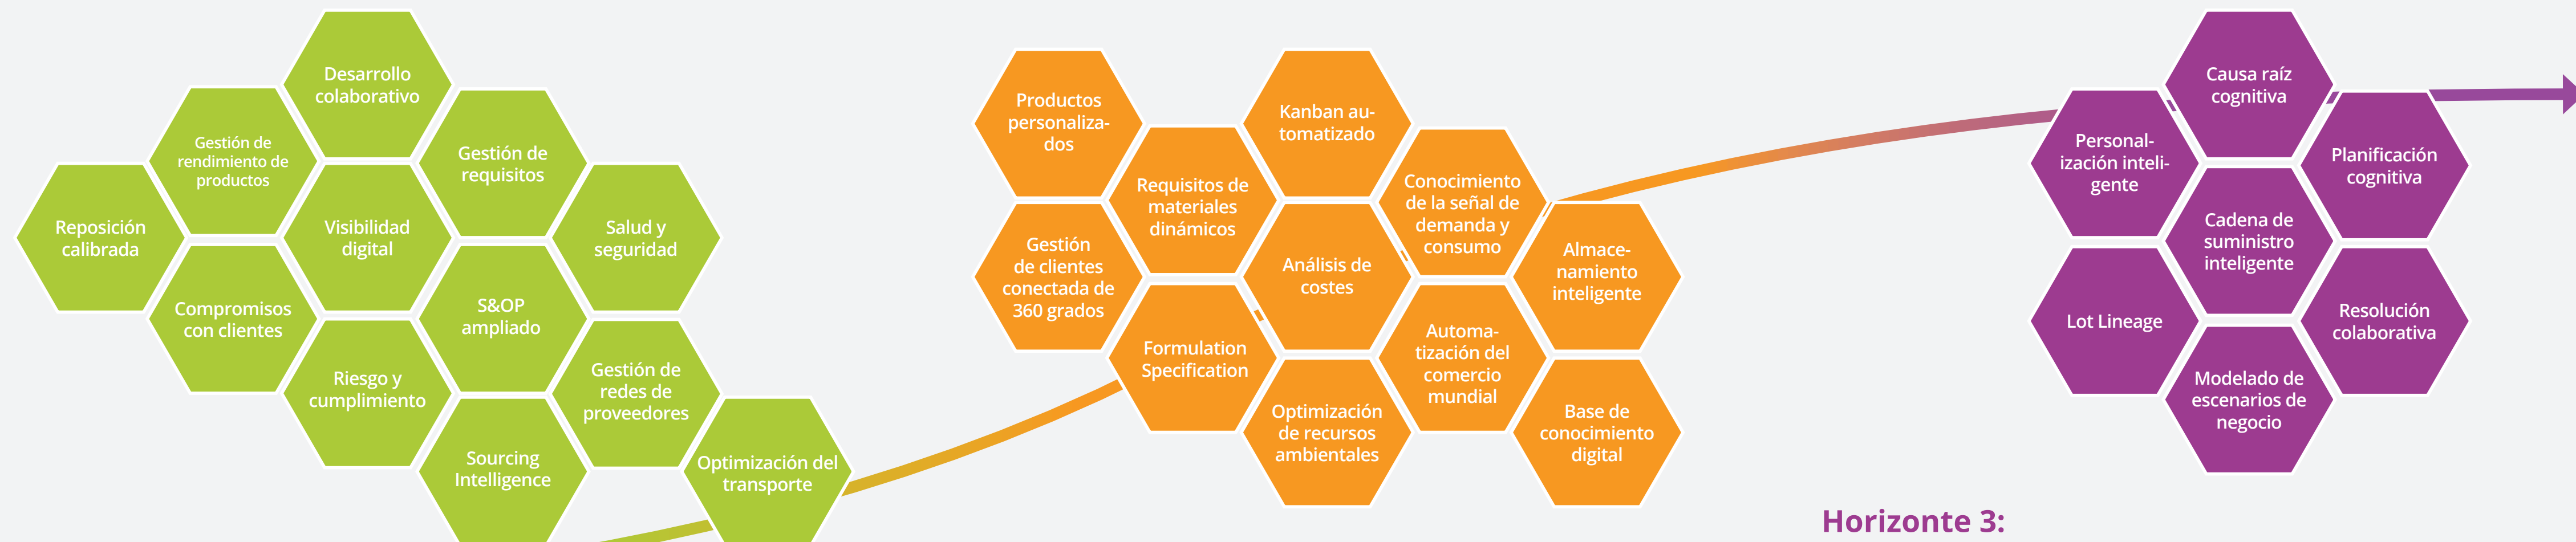 Desarrollo
colaborativo
Gestión de
rendimiento de
productos
Gestión de
requisitos
Reposición
calibrada
Visibilidad
digital
Salud y
seguridad
Compromisos
con clientes
S&OP
ampliado
Riesgo y
cumplimiento
Gestión de
redes de
proveedores
Sourcing
Intelligence
Optimización del
transporte
Productos
personaliza-
dos
Kanban au-
tomatizado
Requisitos de
materiales
dinámicos
Conocimiento
de la señal de
demanda y
consumo
Gestión
de clientes
conectada de
360 grados
Análisis de
costes
Almace-
namiento
inteligente
Formulation
Specification
Automa-
tización del
comercio
mundial
Optimización
de recursos
ambientales
Base de
conocimiento
digital
Causa raíz
cognitiva
Personal-
ización inteli-
gente
Planificación
cognitiva
Cadena de
suministro
inteligente
Lot Lineage
Resolución
colaborativa
Modelado de
escenarios de
negocio
Horizonte 3: